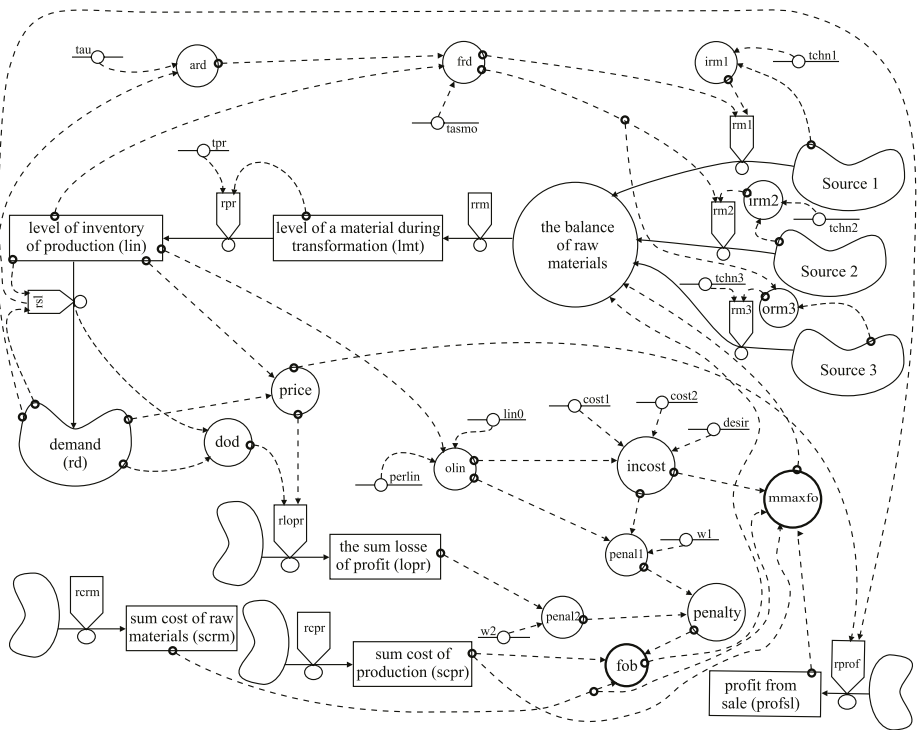 tau
ard
frd
irm1
tchn1
tasmo
rm1
tpr
Source 1
rpr
rrm
irm2
rm2
tchn2
level of inventory
of production (lin)
level of a material during
transformation (lmt)
the balance
of raw
materials
Source 2
tchn3
rsl
rm3
orm3
Source 3
price
cost1
cost2
lin0
desir
demand
(rd)
dod
olin
incost
perlin
mmaxfo
rlopr
w1
the sum losse
of profit (lopr)
penal1
rcrm
sum cost of raw
materials (scrm)
rcpr
penal2
penalty
w2
sum cost of
production (scpr)
fob
rprof
profit from
sale (profsl)